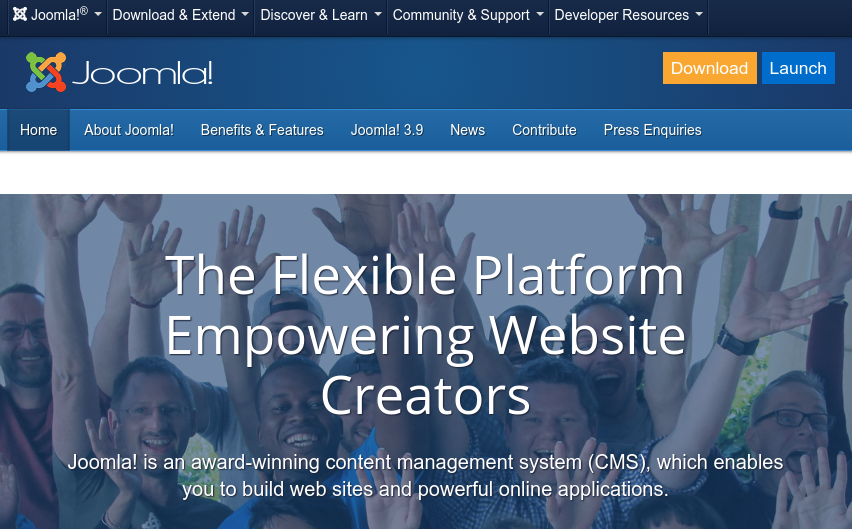 Joomla!® Download & Extend Discover & Learn Community & Support Developer Resources
Joomla!
Download Launch
Home About Joomla! Benefits & Features Joomla! 3.9 News Contribute Press Enquiries
The Flexible Platform
Empowering Website
Creators
Joomla! is an award-winning content management system (CMS), which enables
you to build web sites and powerful online applications.